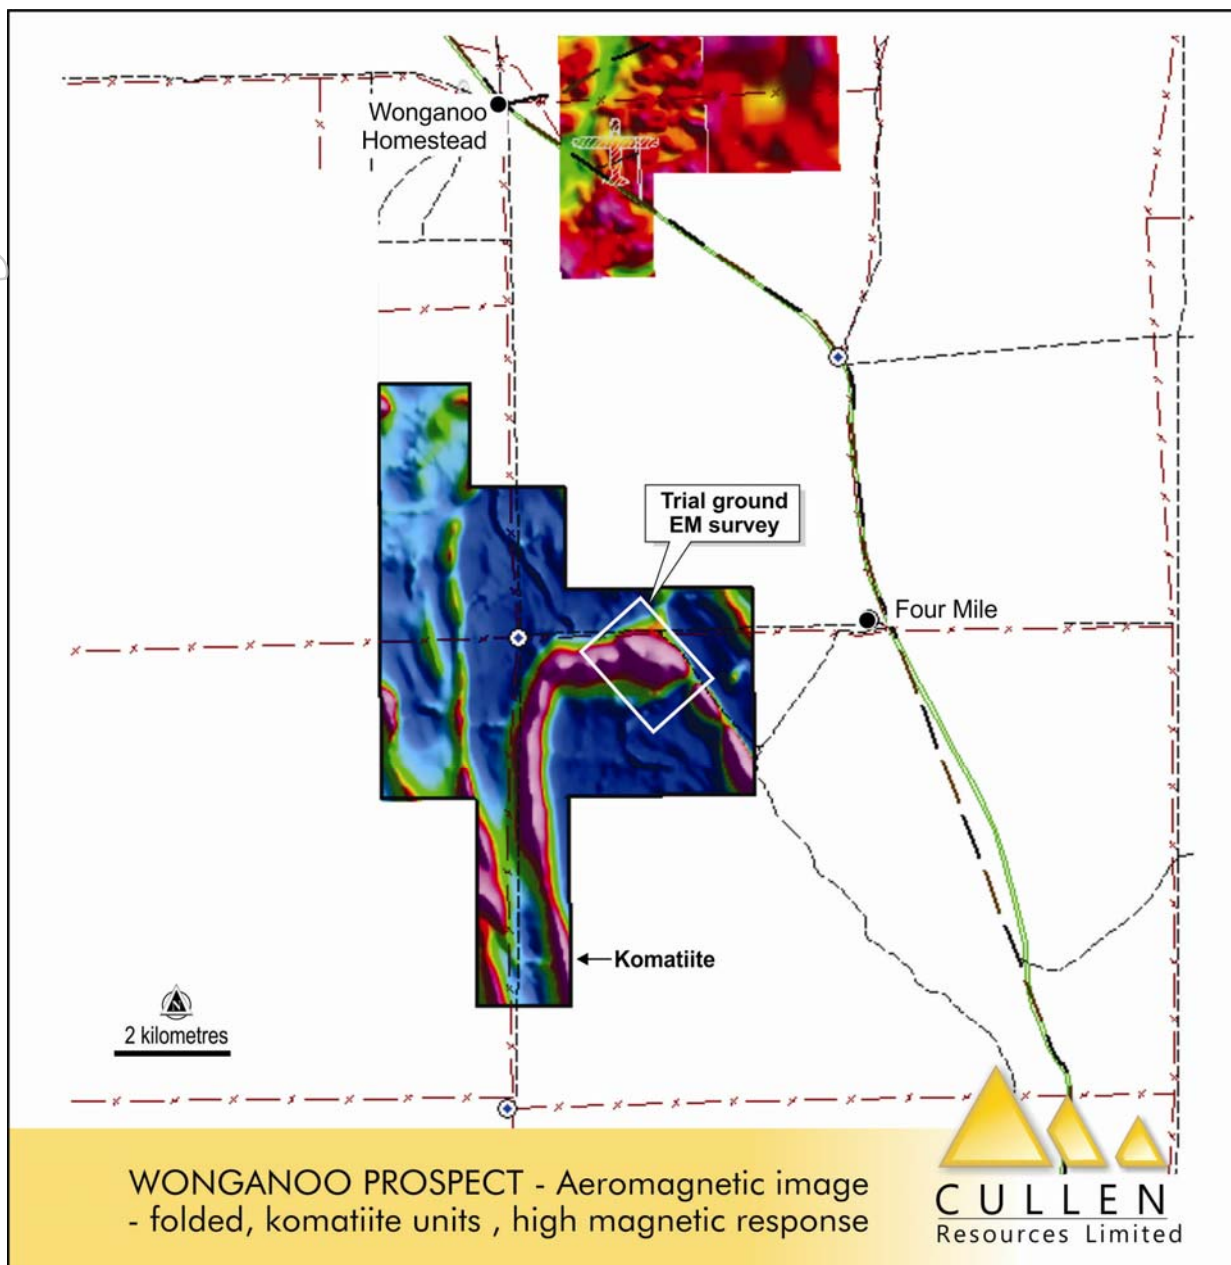 Wonganoo
Homestead
Trial ground
EM survey
Four Mile
Komatiite
N
2 kilometres
WONGANOO PROSPECT - Aeromagnetic image
- folded, komatiite units , high magnetic response
CULLEN
Resources Limited